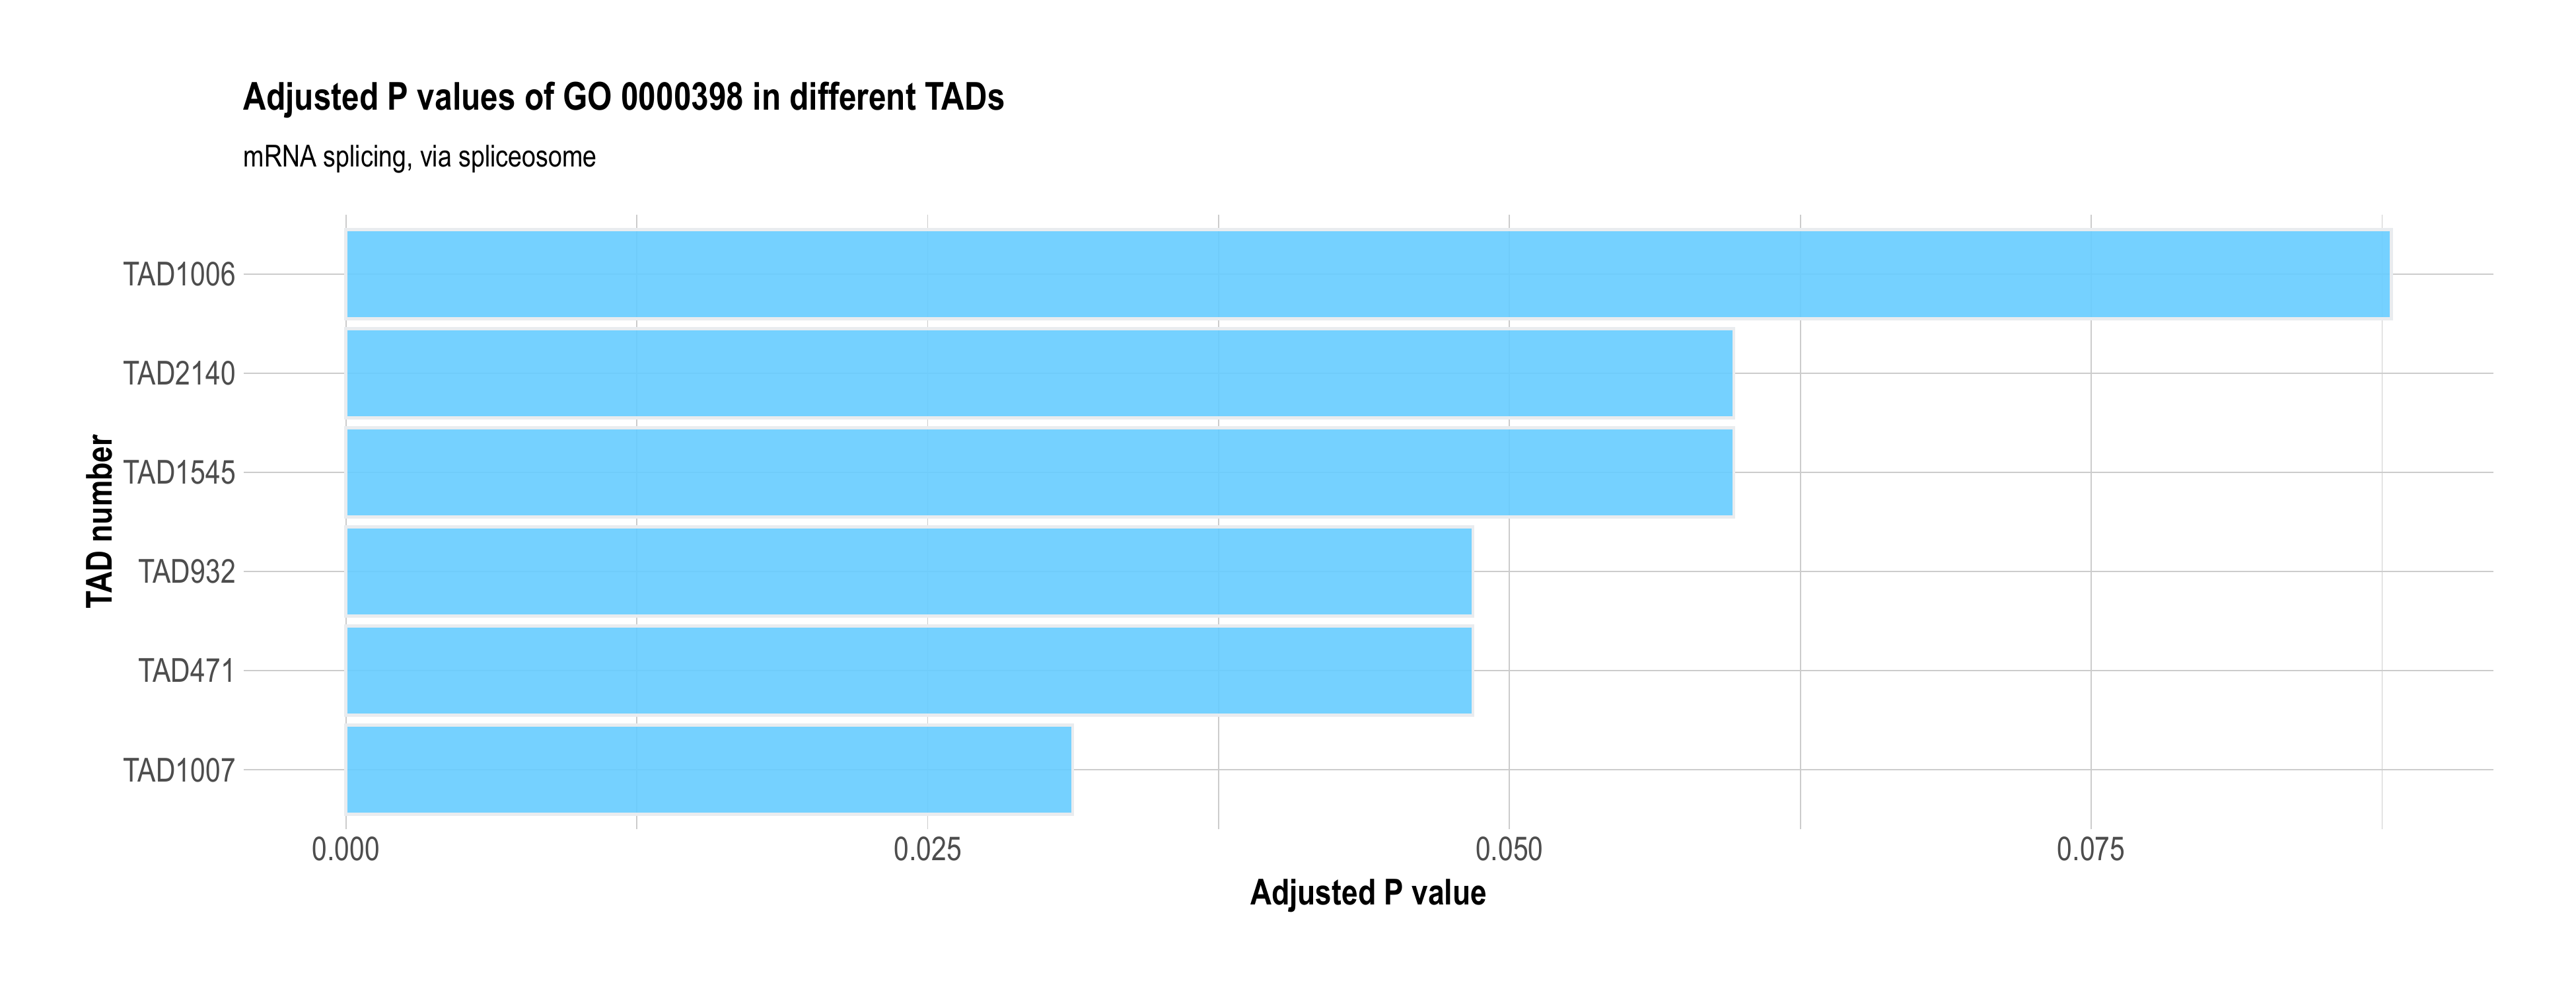 Adjusted P values of GO 0000398 in different TADs
mRNA splicing, via spliceosome
TAD number
TAD1006
TAD2140
TAD1545
TAD932
TAD471
TAD1007
0.000 0.025 0.050 0.075
Adjusted P value